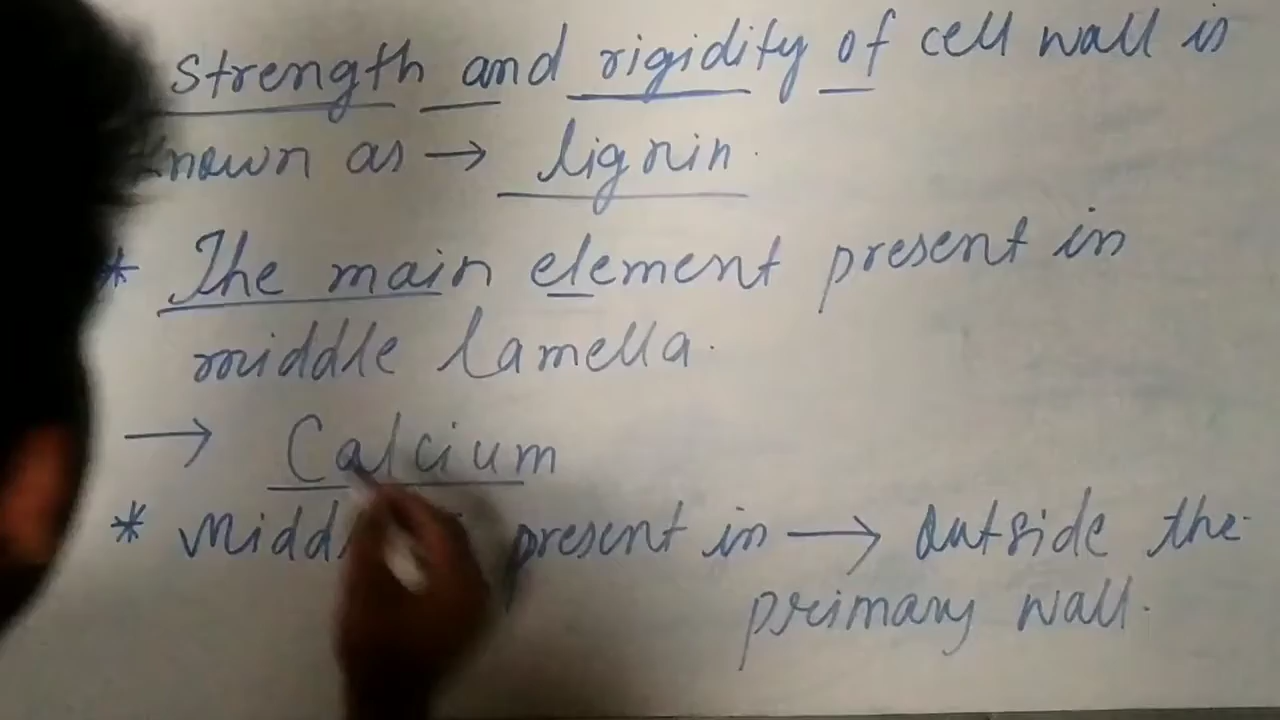 strength and rigidity of cell wall is
known as → lignin.
* The main element present in
middle lamella.
→ Calcium
* present in → outside the
primary wall.